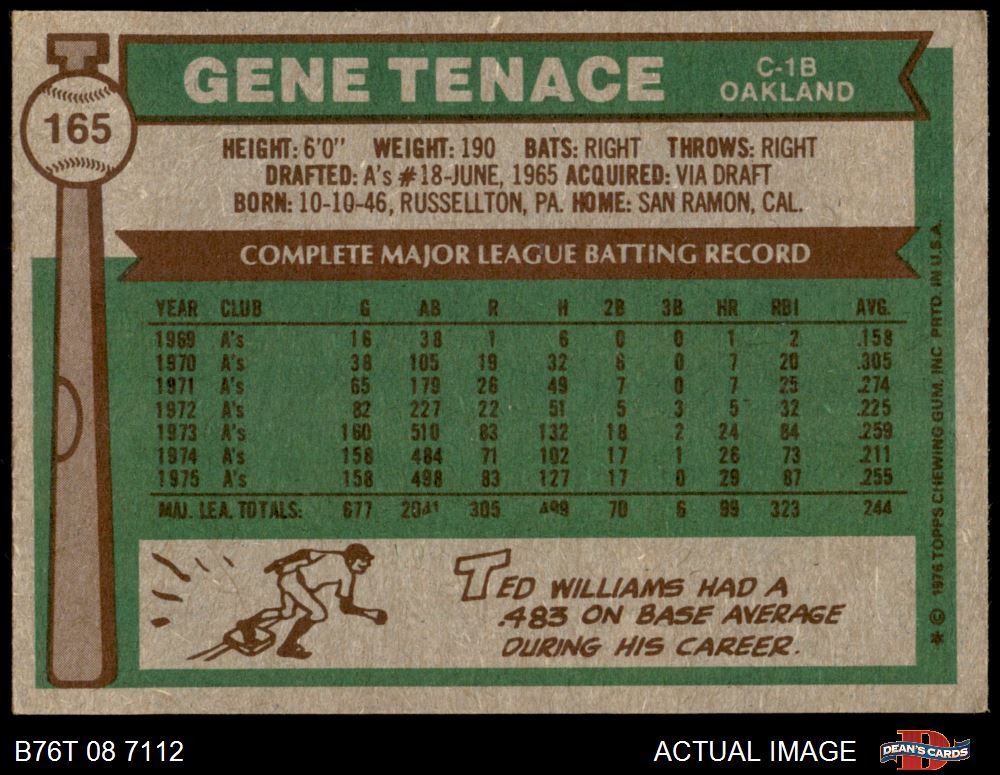 165
GENE TENACE
C-1B
OAKLAND
HEIGHT: 6'0" WEIGHT: 190 BATS: RIGHT THROWS: RIGHT
DRAFTED: A's #18-JUNE, 1965 ACQUIRED: VIA DRAFT
BORN: 10-10-46, RUSSELLTON, PA. HOME: SAN RAMON, CAL.
COMPLETE MAJOR LEAGUE BATTING RECORD
YEAR CLUB G AB R H 2B 3B HR RBI AVG.
1969 A's 16 38 1 6 0 0 1 2 .158
1970 A's 38 105 19 32 6 0 7 20 .305
1971 A's 65 179 26 49 7 0 7 25 .274
1972 A's 82 227 22 51 5 3 5 32 .225
1973 A's 160 510 83 132 18 2 24 84 .259
1974 A's 158 484 71 102 17 1 26 73 .211
1975 A's 158 498 83 127 17 0 29 87 .255
MAJ. LEA. TOTALS: 677 2041 305 499 70 6 99 323 .244
TED WILLIAMS HAD A
.483 ON BASE AVERAGE
DURING HIS CAREER.
* © 1976 TOPPS CHEWING GUM, INC. PRTD. IN U.S.A.
B76T 08 7112
ACTUAL IMAGE
D
DEAN'S CARDS